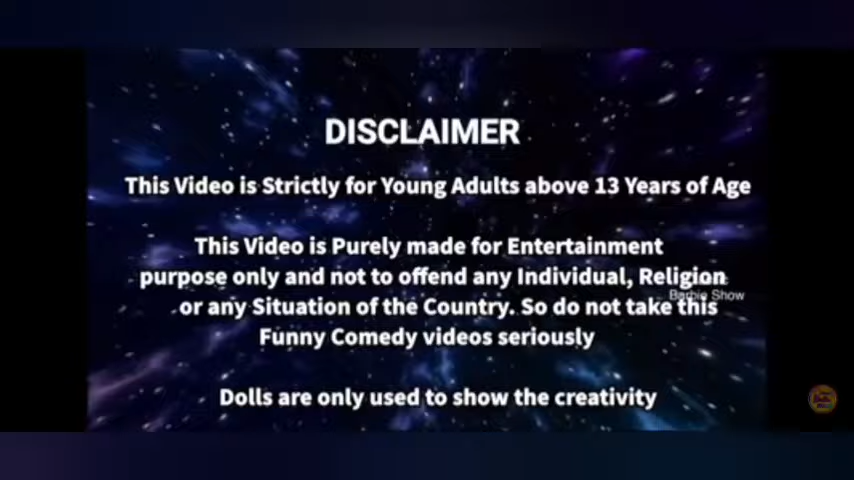 DISCLAIMER
This Video is Strictly for Young Adults above 13 Years of Age
This Video is Purely made for Entertainment
purpose only and not to offend any Individual, Religion
Barbie Show
or any Situation of the Country. So do not take this
Funny Comedy videos seriously
Dolls are only used to show the creativity